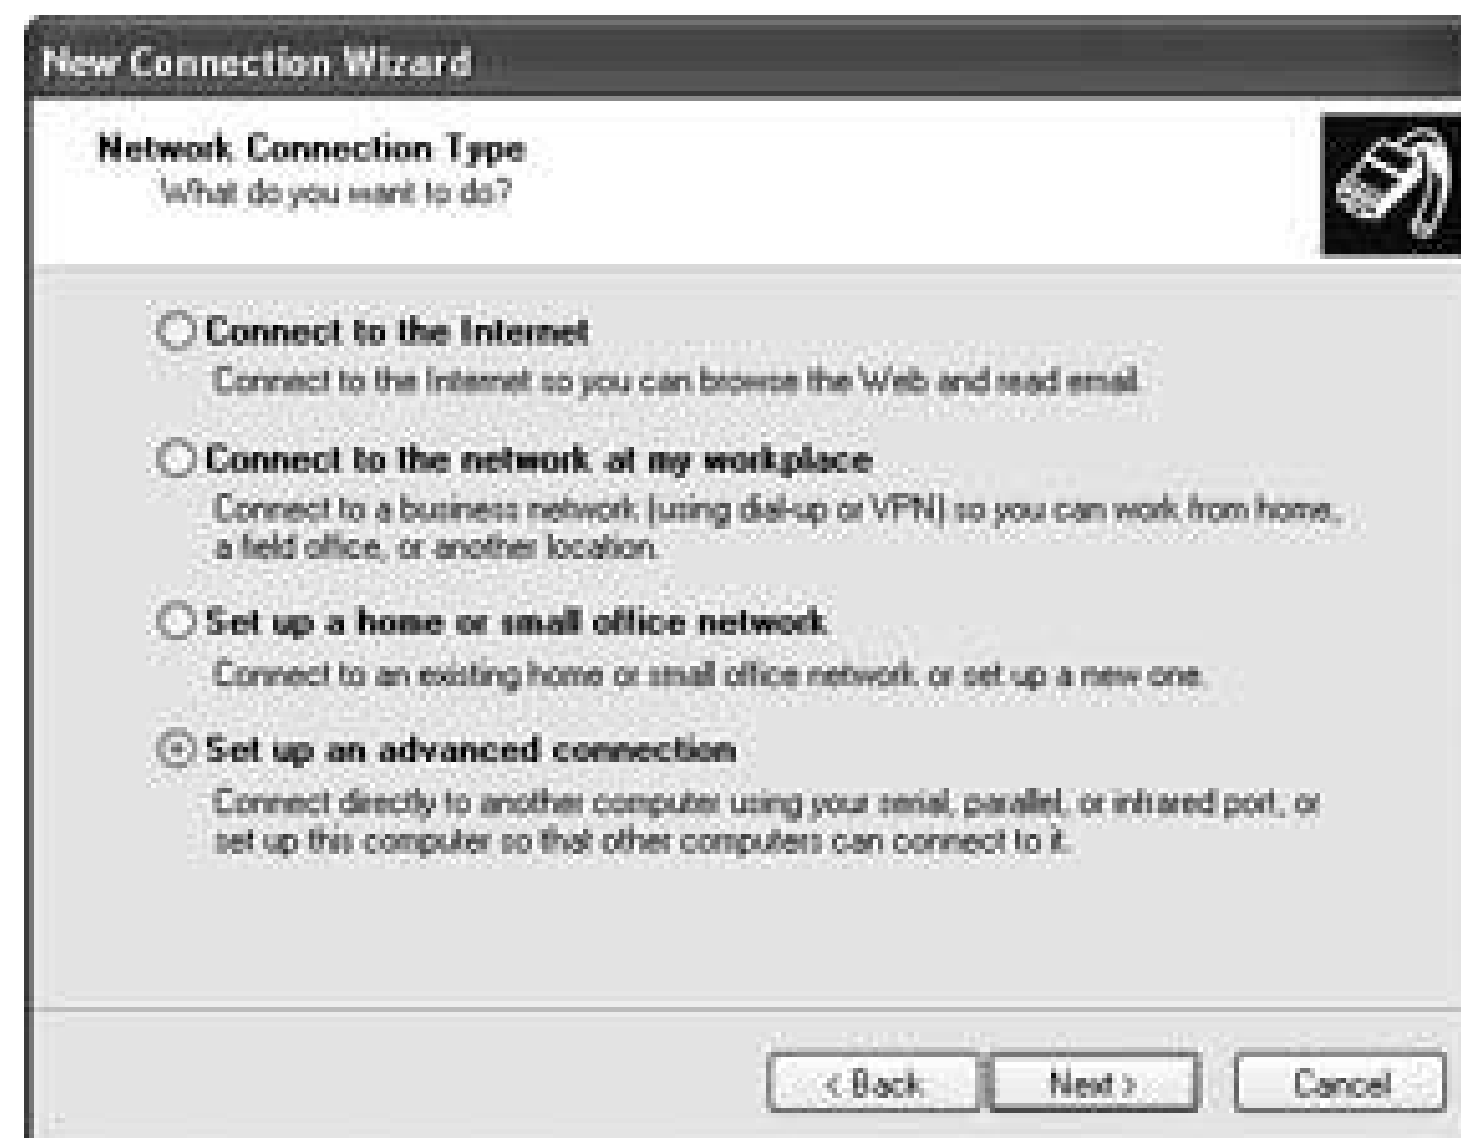 New Connection Wizard
Network Connection Type
What do you want to do?
Connect to the Internet
Connect to the Internet so you can browse the Web and read email.
Connect to the network at my workplace
Connect to a business network (using dial-up or VPN) so you can work from home,
a field office, or another location.
Set up a home or small office network
Connect to an existing home or small office network or set up a new one.
Set up an advanced connection
Connect directly to another computer using your serial, parallel, or infrared port, or
set up this computer so that other computers can connect to it.
< Back
Next >
Cancel